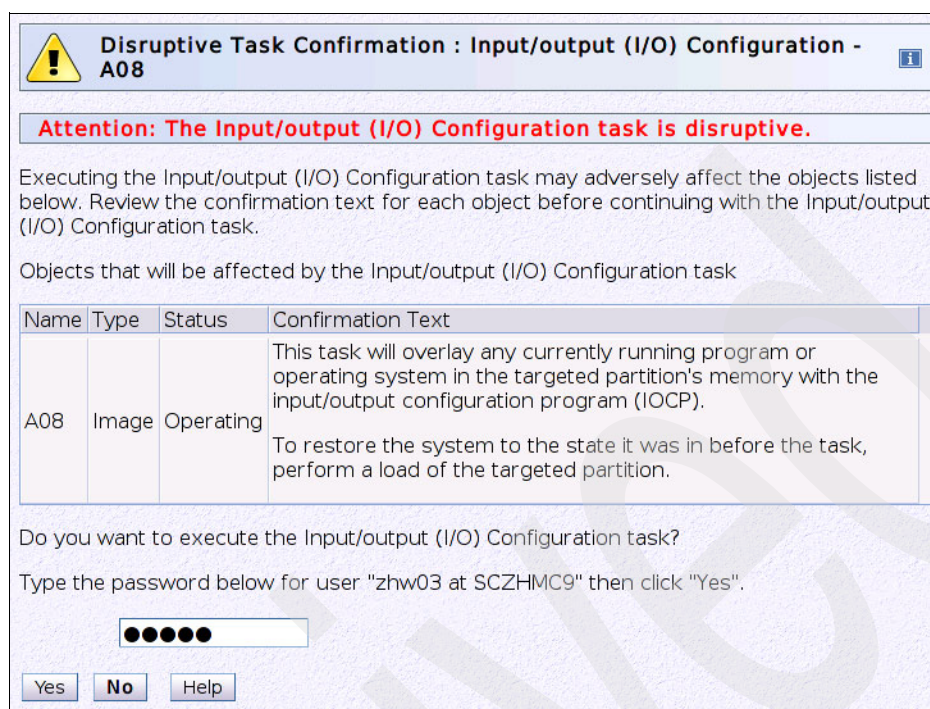 Disruptive Task Confirmation : Input/output (I/O) Configuration -
A08
i
Attention: The Input/output (I/O) Configuration task is disruptive.
Executing the Input/output (I/O) Configuration task may adversely affect the objects listed
below. Review the confirmation text for each object before continuing with the Input/output
(I/O) Configuration task.
Objects that will be affected by the Input/output (I/O) Configuration task
Name Type Status Confirmation Text
This task will overlay any currently running program or
operating system in the targeted partition's memory with the
input/output configuration program (IOCP).
A08 Image Operating
To restore the system to the state it was in before the task,
perform a load of the targeted partition.
Do you want to execute the Input/output (I/O) Configuration task?
Type the password below for user "zhw03 at SCZHMC9" then click "Yes".
●●●●●
Yes No Help